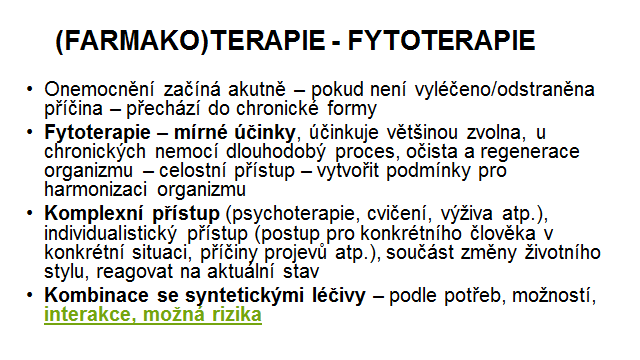 (FARMAKO)TERAPIE - FYTOTERAPIE
• Onemocnění začíná akutně – pokud není vyléčeno/odstraněna
příčina – přechází do chronické formy
• Fytoterapie – mírné účinky, účinkuje většinou zvolna, u
chronických nemocí dlouhodobý proces, očista a regenerace
organizmu – celostní přístup – vytvořit podmínky pro
harmonizaci organizmu
• Komplexní přístup (psychoterapie, cvičení, výživa atp.),
individualistický přístup (postup pro konkrétního člověka v
konkrétní situaci, příčiny projevů atp.), součást změny životního
stylu, reagovat na aktuální stav
• Kombinace se syntetickými léčivy – podle potřeb, možností,
interakce, možná rizika